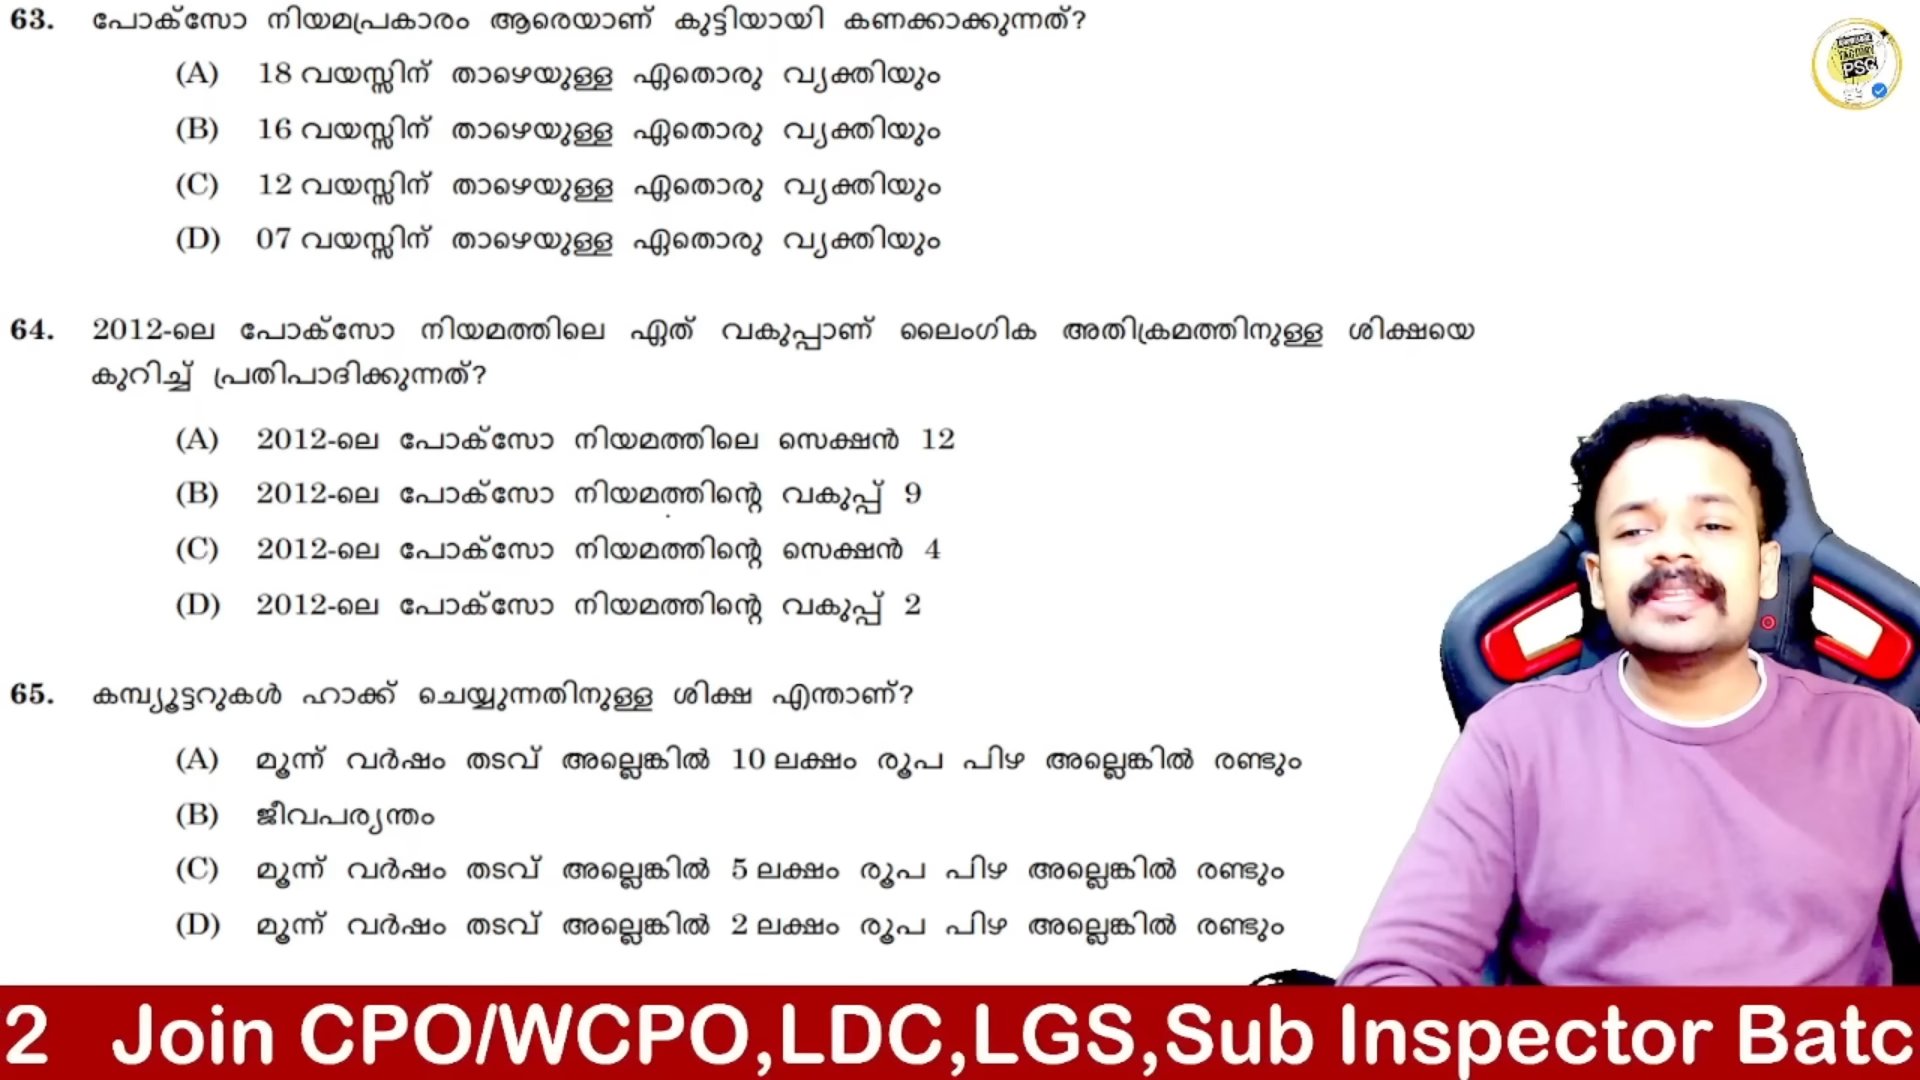 63. പോക്സോ നിയമപ്രകാരം ആരെയാണ് കുട്ടിയായി കണക്കാക്കുന്നത്?
(A) 18 വയസ്സിന് താഴെയുള്ള ഏതൊരു വ്യക്തിയും
(B) 16 വയസ്സിന് താഴെയുള്ള ഏതൊരു വ്യക്തിയും
(C) 12 വയസ്സിന് താഴെയുള്ള ഏതൊരു വ്യക്തിയും
(D) 07 വയസ്സിന് താഴെയുള്ള ഏതൊരു വ്യക്തിയും
FACTORY
PSC
64. 2012-ലെ പോക്സോ നിയമത്തിലെ ഏത് വകുപ്പാണ് ലൈംഗിക അതിക്രമത്തിനുള്ള ശിക്ഷയെ
കുറിച്ച് പ്രതിപാദിക്കുന്നത്?
(A) 2012-ലെ പോക്സോ നിയമത്തിലെ സെക്ഷൻ 12
(B) 2012-ലെ പോക്സോ നിയമത്തിന്റെ വകുപ്പ് 9
(C) 2012-ലെ പോക്സോ നിയമത്തിന്റെ സെക്ഷൻ 4
(D) 2012-ലെ പോക്സോ നിയമത്തിന്റെ വകുപ്പ് 2
65. കമ്പ്യൂട്ടറുകൾ ഹാക്ക് ചെയ്യുന്നതിനുള്ള ശിക്ഷ എന്താണ്?
(A) മൂന്ന് വർഷം തടവ് അല്ലെങ്കിൽ 10 ലക്ഷം രൂപ പിഴ അല്ലെങ്കിൽ രണ്ടും
(B) ജീവപര്യന്തം
(C) മൂന്ന് വർഷം തടവ് അല്ലെങ്കിൽ 5 ലക്ഷം രൂപ പിഴ അല്ലെങ്കിൽ രണ്ടും
(D) മൂന്ന് വർഷം തടവ് അല്ലെങ്കിൽ 2 ലക്ഷം രൂപ പിഴ അല്ലെങ്കിൽ രണ്ടും
2 Join CPO/WCPO,LDC,LGS,Sub Inspector Batc